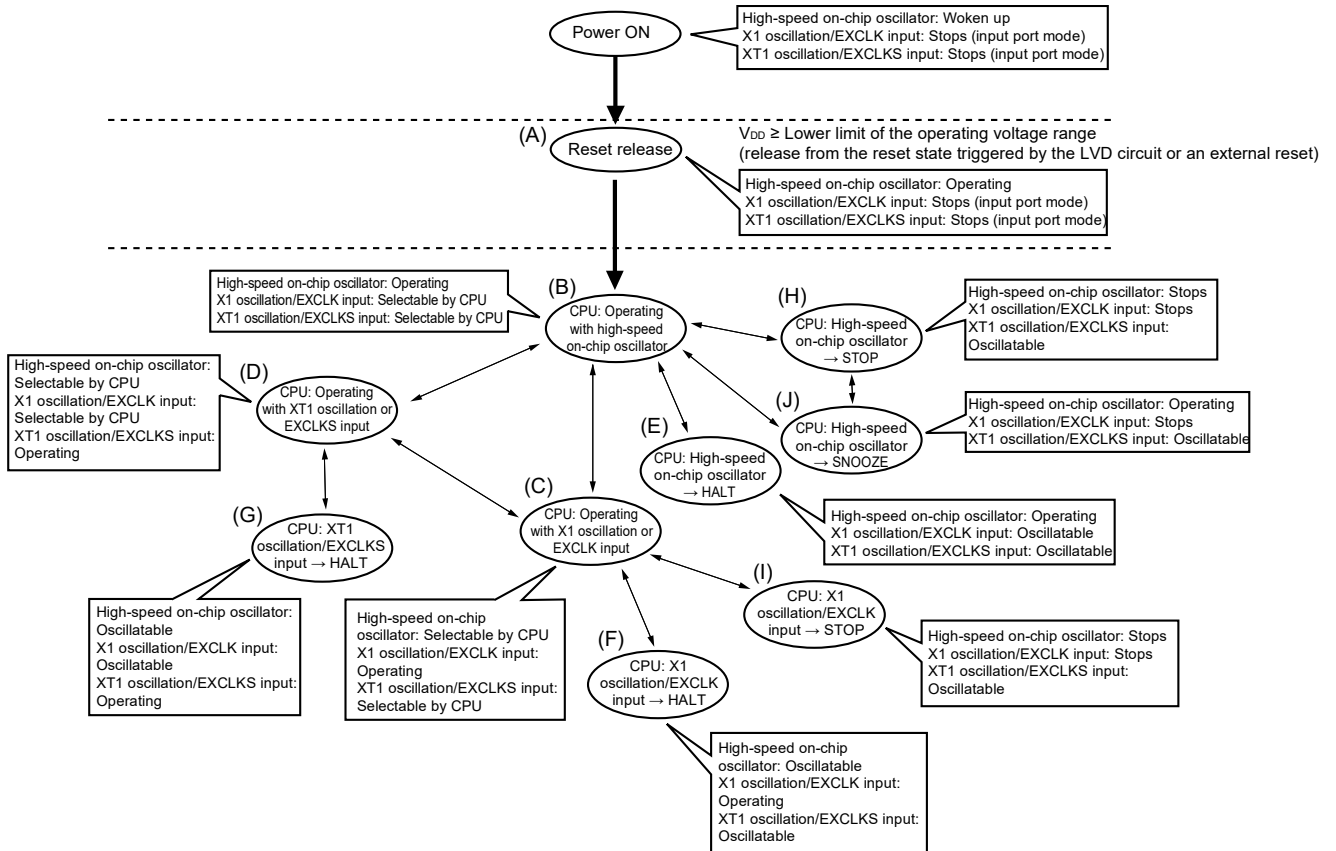 Power ON
High-speed on-chip oscillator: Woken up
X1 oscillation/EXCLK input: Stops (input port mode)
XT1 oscillation/EXCLKS input: Stops (input port mode)
(A)
Reset release
VDD ≥ Lower limit of the operating voltage range
(release from the reset state triggered by the LVD circuit or an external reset)
High-speed on-chip oscillator: Operating
X1 oscillation/EXCLK input: Stops (input port mode)
XT1 oscillation/EXCLKS input: Stops (input port mode)
High-speed on-chip oscillator: Operating
X1 oscillation/EXCLK input: Selectable by CPU
XT1 oscillation/EXCLKS input: Selectable by CPU
(B)
CPU: Operating
with high-speed
on-chip oscillator
(H)
CPU: High-speed
on-chip oscillator
→ STOP
High-speed on-chip oscillator: Stops
X1 oscillation/EXCLK input: Stops
XT1 oscillation/EXCLKS input:
Oscillatable
High-speed on-chip oscillator:
Selectable by CPU
X1 oscillation/EXCLK input:
Selectable by CPU
XT1 oscillation/EXCLKS input:
Operating
(D)
CPU: Operating
with XT1 oscillation or
EXCLKS input
(J)
CPU: High-speed
on-chip oscillator
→ SNOOZE
High-speed on-chip oscillator: Operating
X1 oscillation/EXCLK input: Stops
XT1 oscillation/EXCLKS input: Oscillatable
(E)
CPU: High-speed
on-chip oscillator
→ HALT
High-speed on-chip oscillator: Operating
X1 oscillation/EXCLK input: Oscillatable
XT1 oscillation/EXCLKS input: Oscillatable
(C)
CPU: Operating
with X1 oscillation or
EXCLK input
(G)
CPU: XT1
oscillation/EXCLKS
input → HALT
(I)
CPU: X1
oscillation/EXCLK
input → STOP
High-speed on-chip oscillator:
Oscillatable
X1 oscillation/EXCLK input:
Oscillatable
XT1 oscillation/EXCLKS input:
Operating
High-speed on-chip
oscillator: Selectable by CPU
X1 oscillation/EXCLK input:
Operating
XT1 oscillation/EXCLKS input:
Selectable by CPU
(F)
CPU: X1
oscillation/EXCLK
input → HALT
High-speed on-chip oscillator: Stops
X1 oscillation/EXCLK input: Stops
XT1 oscillation/EXCLKS input:
Oscillatable
High-speed on-chip
oscillator: Oscillatable
X1 oscillation/EXCLK input:
Operating
XT1 oscillation/EXCLKS input:
Oscillatable